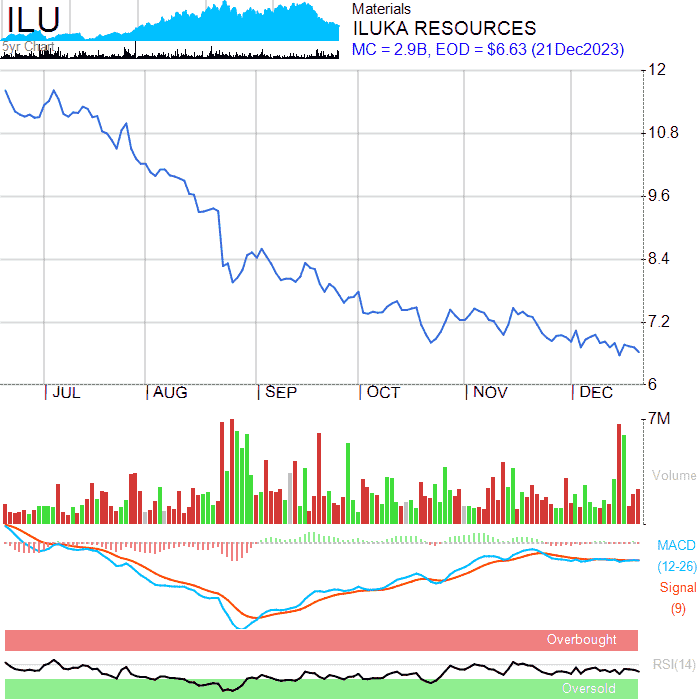 ILU
5yr Chart
Materials
ILUKA RESOURCES
MC = 2.9B, EOD = $6.63 (21Dec2023)
12
10.8
9.6
8.4
7.2
6
JUL AUG SEP OCT NOV DEC
7M
Volume
MACD
(12-26)
Signal
(9)
Overbought
RSI(14)
Oversold